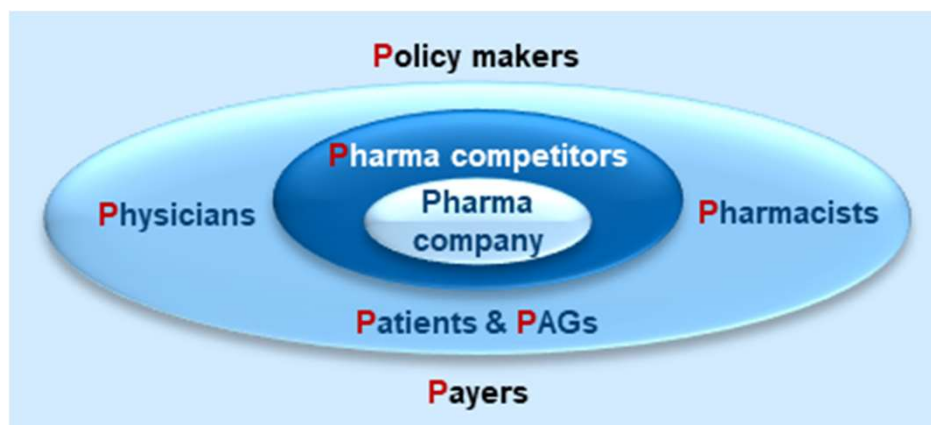 Policy makers
Pharma competitors
Physicians
Pharma
company
Pharmacists
Patients & PAGs
Payers